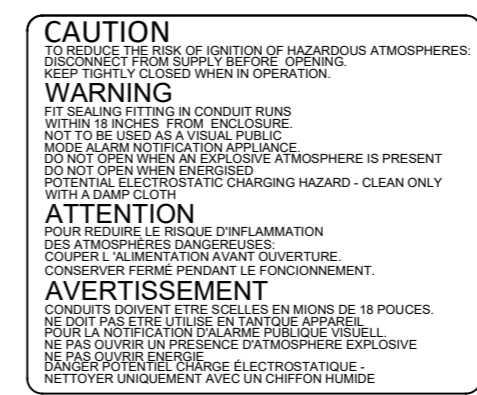 CAUTION
TO REDUCE THE RISK OF IGNITION OF HAZARDOUS ATMOSPHERES:
DISCONNECT FROM SUPPLY BEFORE OPENING.
KEEP TIGHTLY CLOSED WHEN IN OPERATION.
WARNING
FIT SEALING FITTING IN CONDUIT RUNS
WITHIN 18 INCHES FROM ENCLOSURE.
NOT TO BE USED AS A VISUAL PUBLIC
MODE ALARM NOTIFICATION APPLIANCE.
DO NOT OPEN WHEN AN EXPLOSIVE ATMOSPHERE IS PRESENT
DO NOT OPEN WHEN ENERGISED
POTENTIAL ELECTROSTATIC CHARGING HAZARD - CLEAN ONLY
WITH A DAMP CLOTH
ATTENTION
POUR REDUIRE LE RISQUE D'INFLAMMATION
DES ATMOSPHÈRES DANGEREUSES:
COUPER L 'ALIMENTATION AVANT OUVERTURE.
CONSERVER FERMÉ PENDANT LE FONCIONNEMENT.
AVERTISSEMENT
CONDUITS DOIVENT ETRE SCELLES EN MIONS DE 18 POUCES.
NE DOIT PAS ETRE UTILISE EN TANTQUE APPAREIL
POUR LA NOTIFICATION D'ALARME PUBLIQUE VISUELL.
NE PAS OUVRIR UN PRESENCE D'ATMOSPHERE EXPLOSIVE
NE PAS OUVRIR ENERGIE
DANGER POTENTIEL CHARGE ÉLECTROSTATIQUE -
NETTOYER UNIQUEMENT AVEC UN CHIFFON HUMIDE